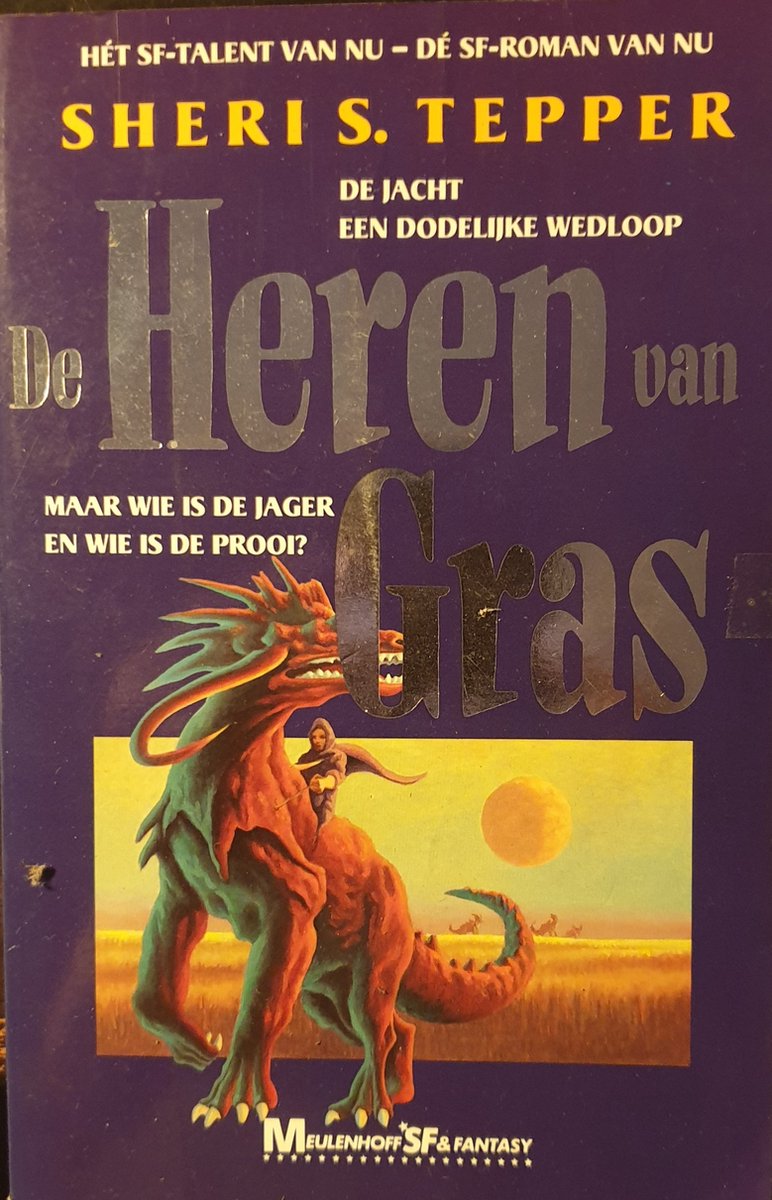 HÉT SF-TALENT VAN NU – DÉ SF-ROMAN VAN NU
SHERI S. TEPPER
DE JACHT
EEN DODELIJKE WEDLOOP
De Heren van
Gras
MAAR WIE IS DE JAGER
EN WIE IS DE PROOI?
MEULENHOFF SF & FANTASY